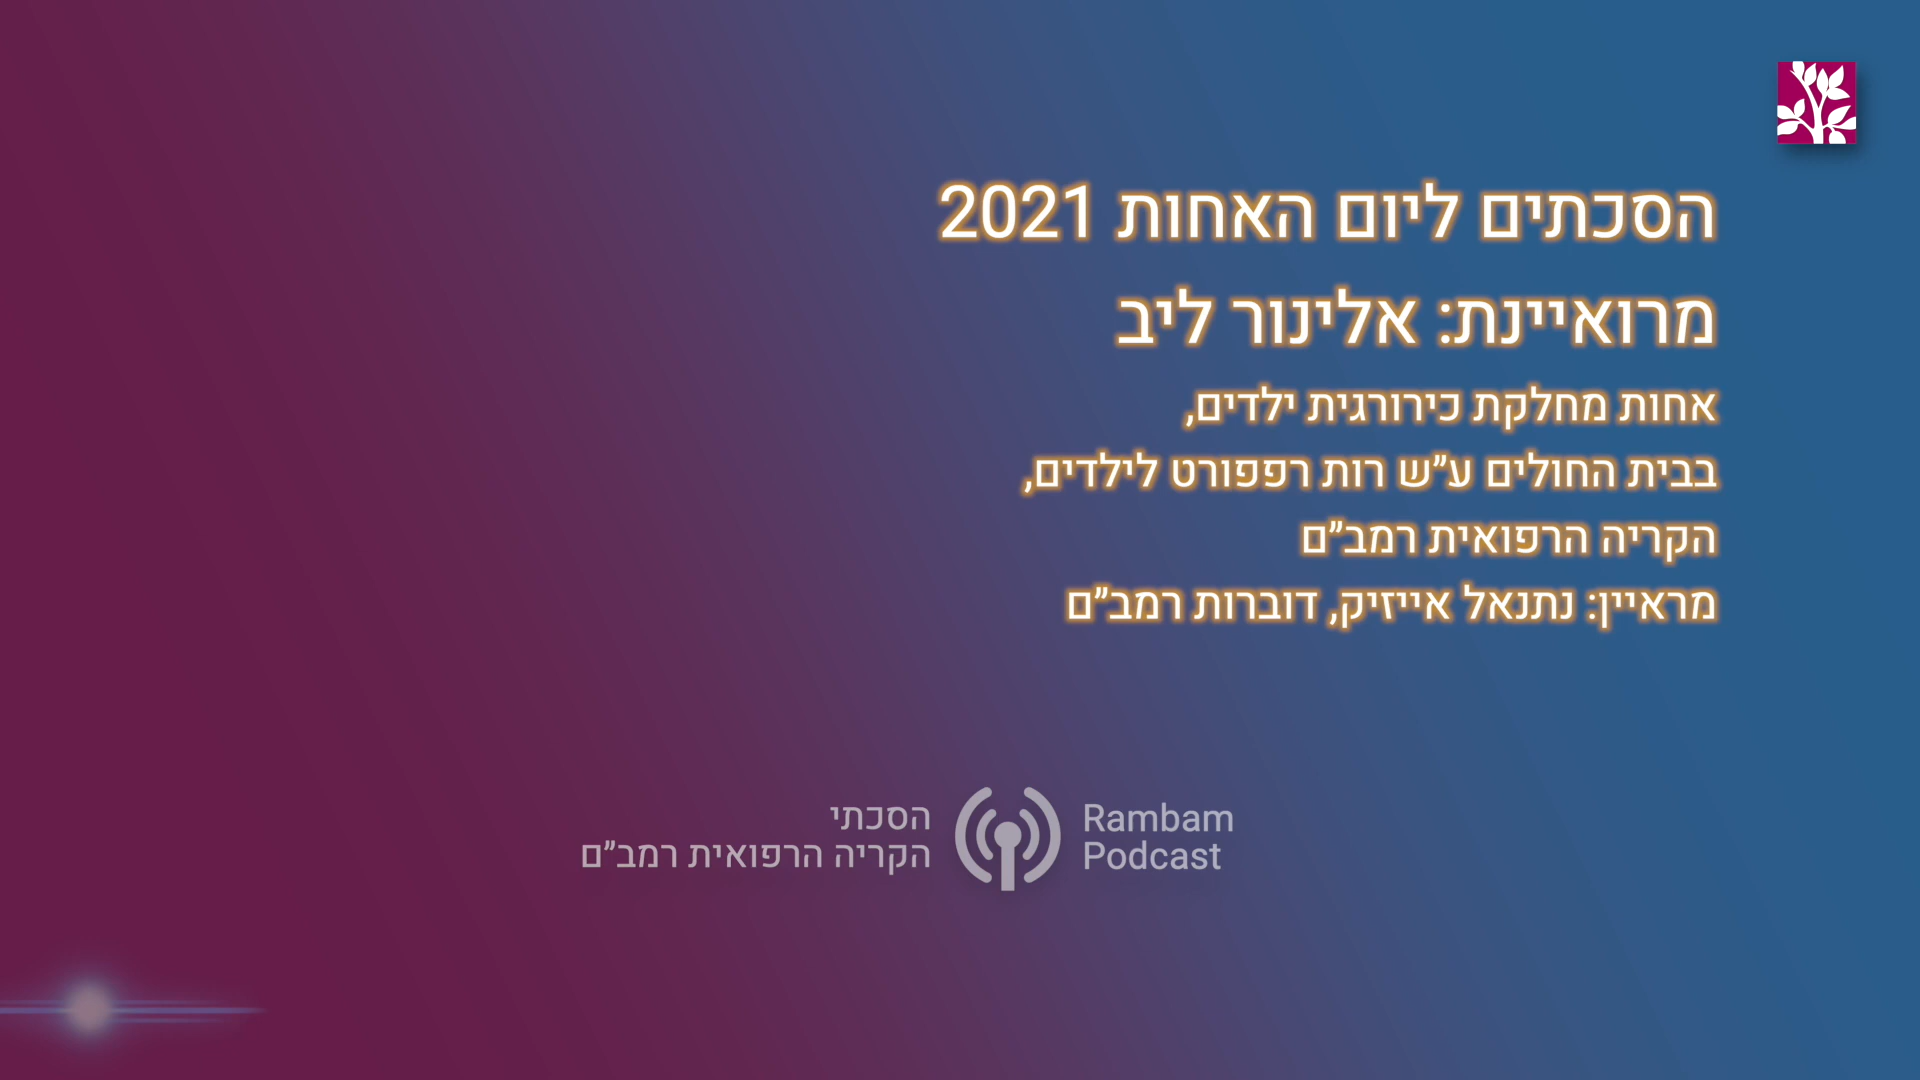 הסכתים ליום האחות 2021
מרואיינת: אלינור ליב
אחות מחלקת כירורגית ילדים,
בבית החולים ע״ש רות רפפורט לילדים,
הקריה הרפואית רמב״ם
מראיין: נתנאל אייזיק, דוברות רמב״ם
הסכתי
הקריה הרפואית רמב״ם
Rambam
Podcast